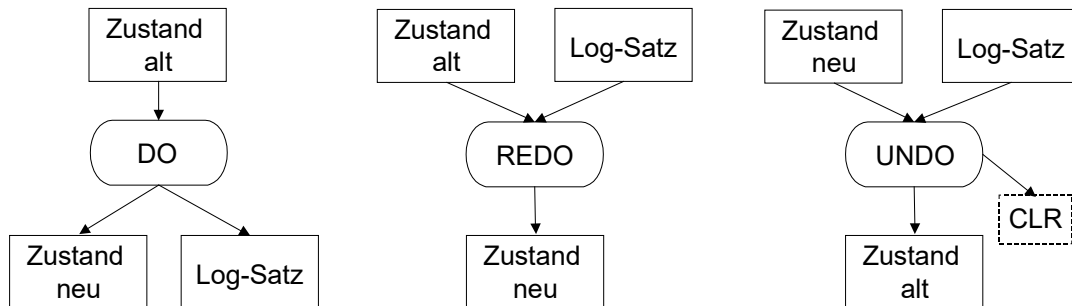 Zustand
alt
DO
Zustand
neu
Log-Satz
Zustand
alt
Log-Satz
REDO
Zustand
neu
Zustand
neu
Log-Satz
UNDO
CLR
Zustand
alt